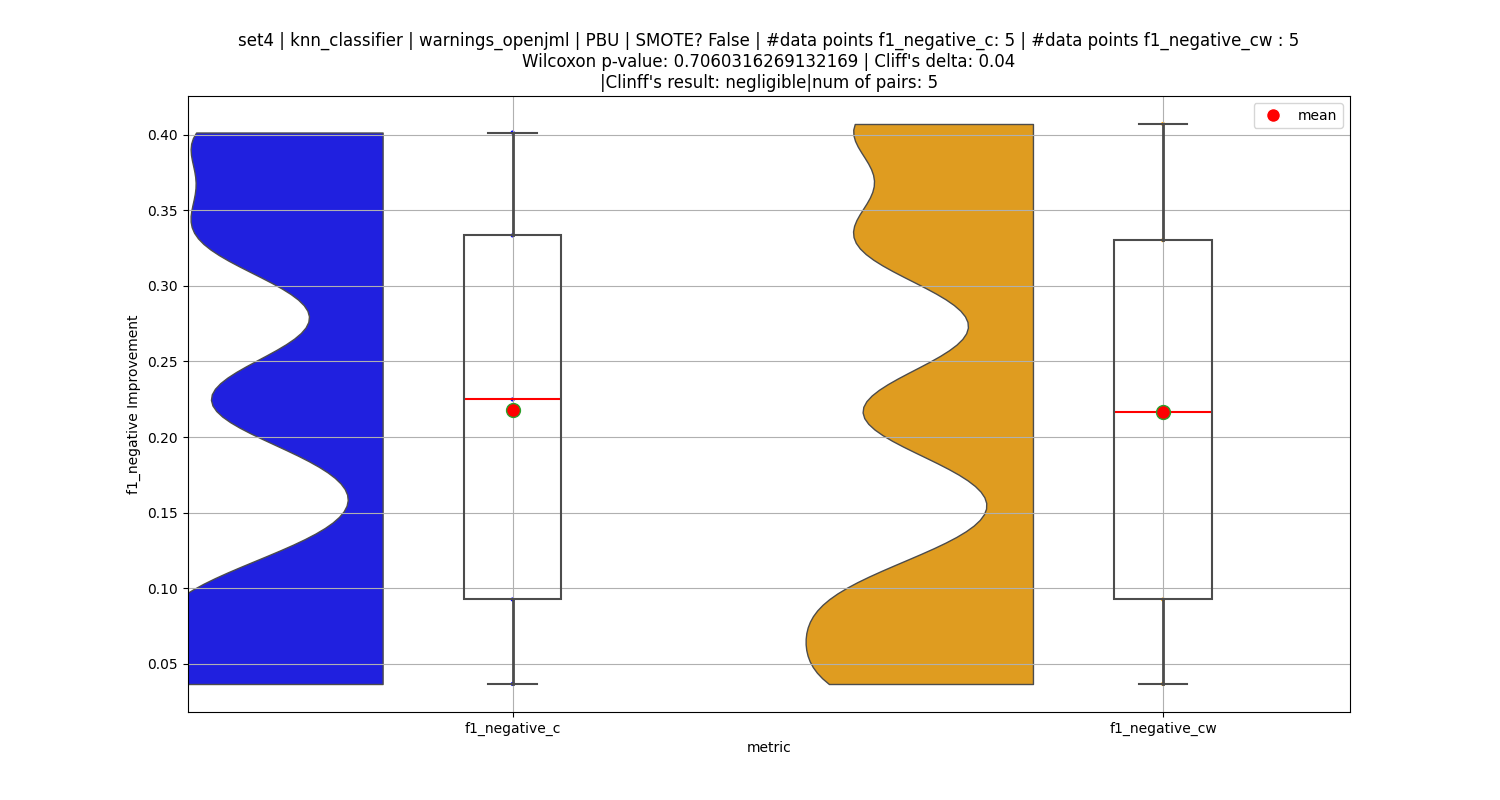 set4 | knn_classifier | warnings_openjml | PBU | SMOTE? False | #data points f1_negative_c: 5 | #data points f1_negative_cw : 5
Wilcoxon p-value: 0.7060316269132169 | Cliff's delta: 0.04
|Clinff's result: negligible|num of pairs: 5
mean
0.40
0.35
0.30
0.25
0.20
0.15
0.10
0.05
f1_negative Improvement
f1_negative_c
f1_negative_cw
metric